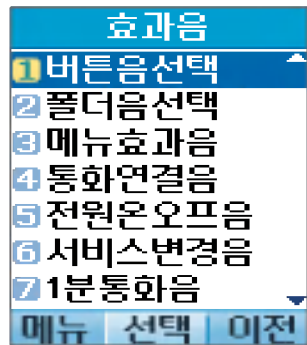 효과음
1 버튼음선택
2 폴더음선택
3 메뉴효과음
4 통화연결음
5 전원온오프음
6 서비스변경음
7 1분통화음
메뉴 선택 이전